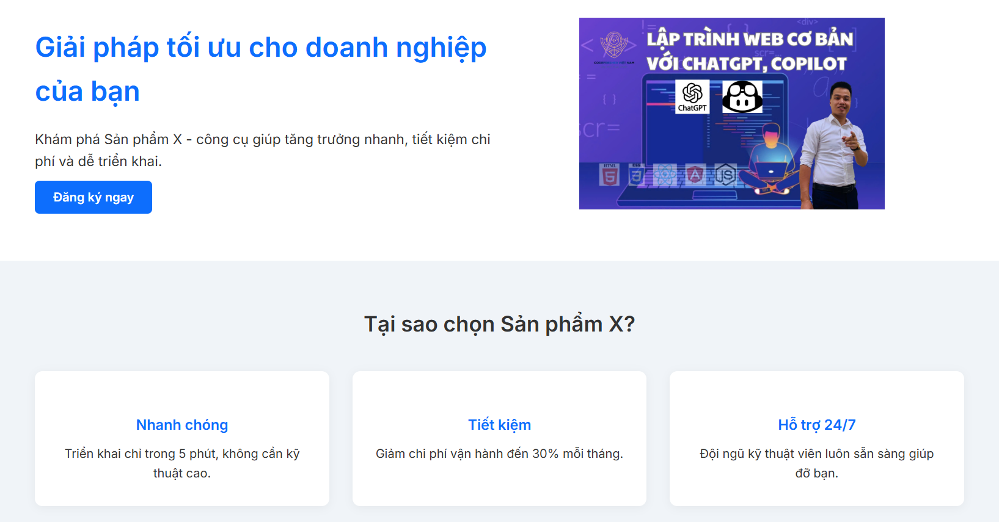 Giải pháp tối ưu cho doanh nghiệp
của bạn
Khám phá Sản phẩm X - công cụ giúp tăng trưởng nhanh, tiết kiệm chi
phí và dễ triển khai.
Đăng ký ngay
LẬP TRÌNH WEB CƠ BẢN
VỚI CHATGPT, COPILOT
ChatGPT
<div>
scr=
HTML
CSS
JS
Tại sao chọn Sản phẩm X?
Nhanh chóng
Triển khai chỉ trong 5 phút, không cần kỹ
thuật cao.
Tiết kiệm
Giảm chi phí vận hành đến 30% mỗi tháng.
Hỗ trợ 24/7
Đội ngũ kỹ thuật viên luôn sẵn sàng giúp
đỡ bạn.